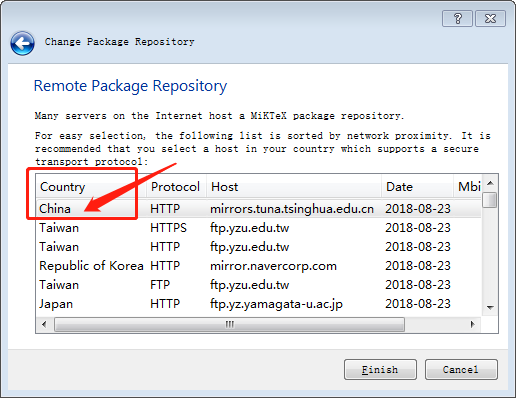 ?
X
Change Package Repository
Remote Package Repository
Many servers on the Internet host a MiKTeX package repository.
For easy selection, the following list is sorted by network proximity. It is
recommended that you select a host in your country which supports a secure
transport protocol:
Country Protocol Host Date Mbi
China HTTP mirrors.tuna.tsinghua.edu.cn 2018-08-23
Taiwan HTTPS ftp.yzu.edu.tw 2018-08-23
Taiwan HTTP ftp.yzu.edu.tw 2018-08-23
Republic of Korea HTTP mirror.navercorp.com 2018-08-23
Taiwan FTP ftp.yzu.edu.tw 2018-08-23
Japan HTTP ftp.yz.yamagata-u.ac.jp 2018-08-23
Finish Cancel